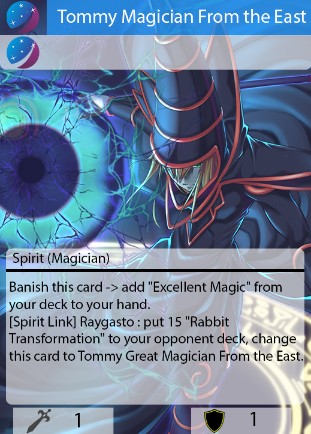 Tommy Magician From the East
Spirit (Magician)
Banish this card -> add "Excellent Magic" from
your deck to your hand.
[Spirit Link] Raygasto : put 15 "Rabbit
Transformation" to your opponent deck, change
this card to Tommy Great Magician From the East.
1
1